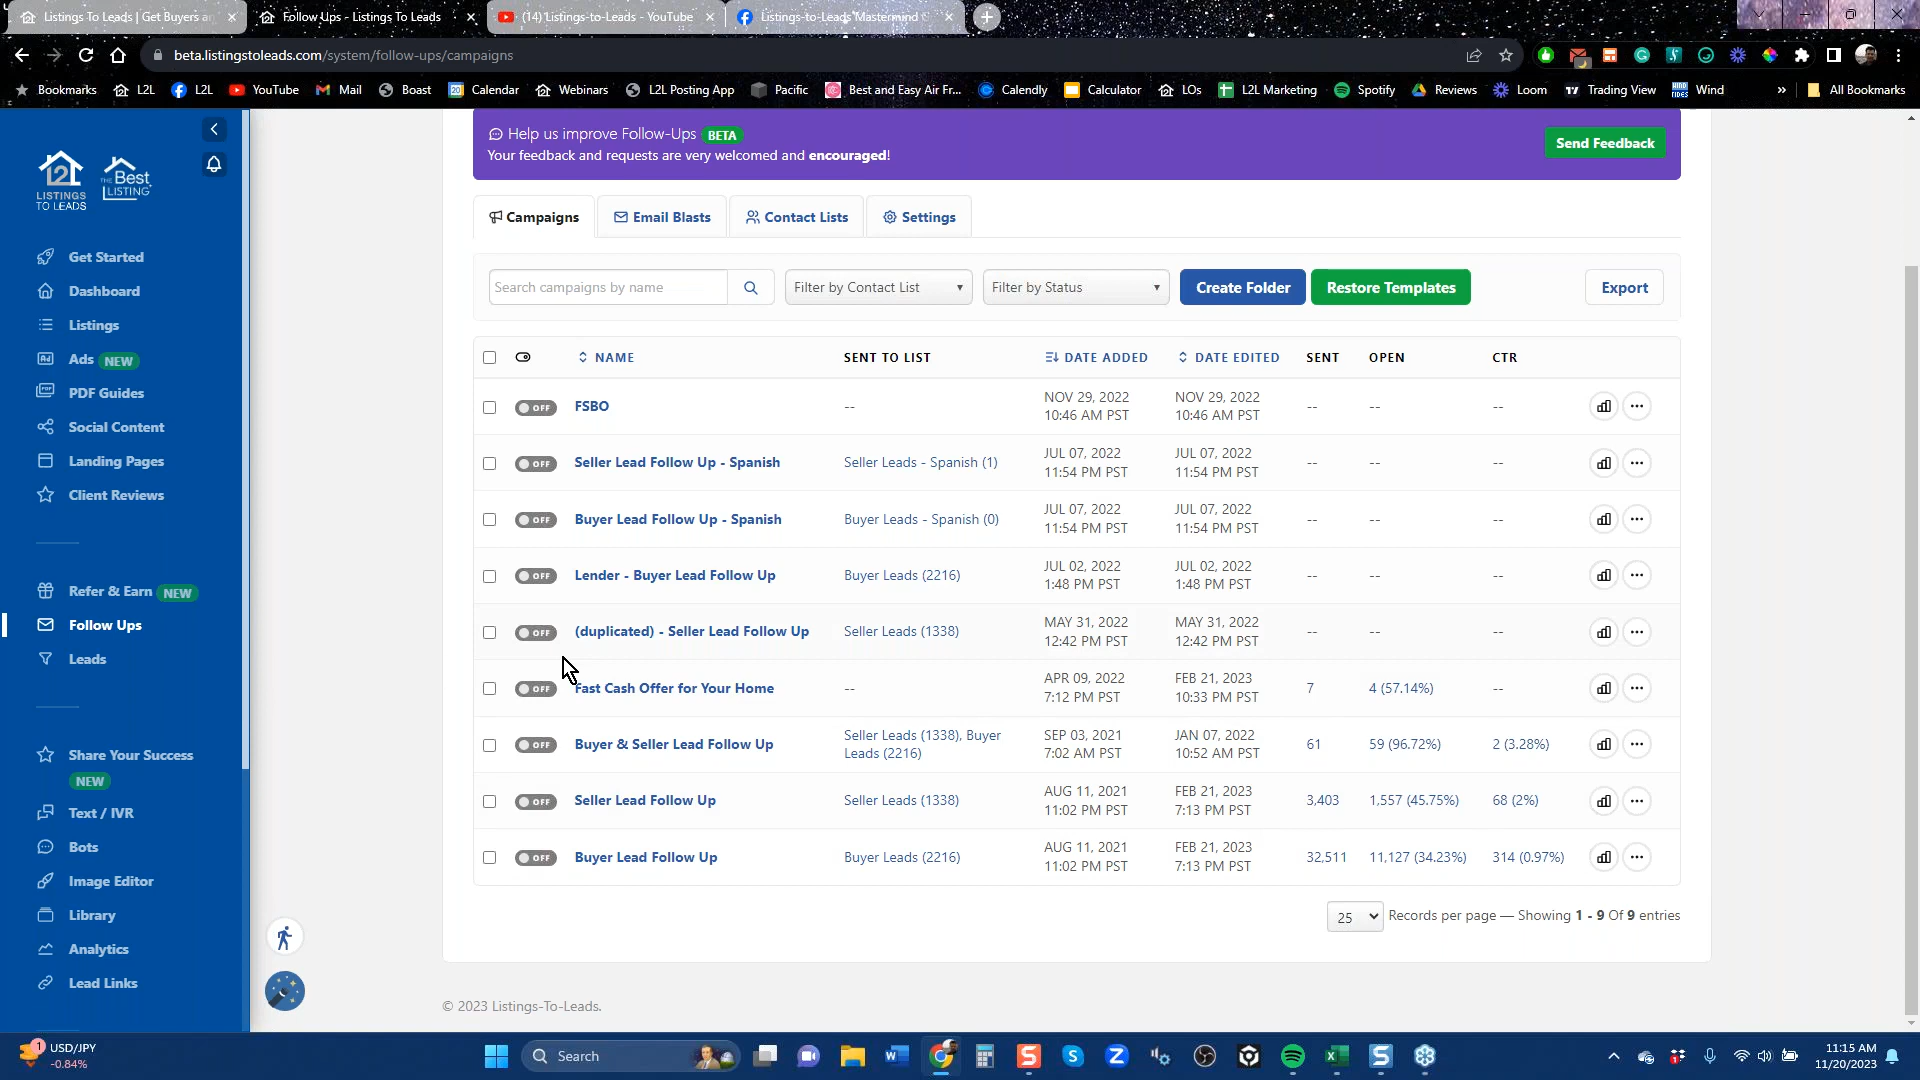 Listings To Leads | Get Buyers an
Follow Ups - Listings To Leads
(14) Listings-to-Leads - YouTube
Listings-to-Leads Mastermind
beta.listingstoleads.com/system/follow-ups/campaigns
Bookmarks
L2L
L2L
YouTube
Mail
Boast
Calendar
Webinars
L2L Posting App
Pacific
Best and Easy Air Fr...
Calendly
Calculator
LOs
L2L Marketing
Spotify
Reviews
Loom
Trading View
Wind
»
All Bookmarks
LISTINGS
TO LEADS
THE Best
LISTING
Get Started
Dashboard
Listings
Ads NEW
PDF Guides
Social Content
Landing Pages
Client Reviews
Refer & Earn NEW
Follow Ups
Leads
Share Your Success
NEW
Text / IVR
Bots
Image Editor
Library
Analytics
Lead Links
Help us improve Follow-Ups BETA
Your feedback and requests are very welcomed and encouraged!
Send Feedback
Campaigns
Email Blasts
Contact Lists
Settings
Search campaigns by name
Filter by Contact List
Filter by Status
Create Folder
Restore Templates
Export
NAME SENT TO LIST DATE ADDED DATE EDITED SENT OPEN CTR
OFF FSBO -- NOV 29, 2022 NOV 29, 2022 -- -- --
10:46 AM PST 10:46 AM PST
OFF Seller Lead Follow Up - Spanish Seller Leads - Spanish (1) JUL 07, 2022 JUL 07, 2022 -- -- --
11:54 PM PST 11:54 PM PST
OFF Buyer Lead Follow Up - Spanish Buyer Leads - Spanish (0) JUL 07, 2022 JUL 07, 2022 -- -- --
11:54 PM PST 11:54 PM PST
OFF Lender - Buyer Lead Follow Up Buyer Leads (2216) JUL 02, 2022 JUL 02, 2022 -- -- --
1:48 PM PST 1:48 PM PST
OFF (duplicated) - Seller Lead Follow Up Seller Leads (1338) MAY 31, 2022 MAY 31, 2022 -- -- --
12:42 PM PST 12:42 PM PST
OFF Fast Cash Offer for Your Home -- APR 09, 2022 FEB 21, 2023 7 4 (57.14%) --
7:12 PM PST 10:33 PM PST
OFF Buyer & Seller Lead Follow Up Seller Leads (1338), Buyer SEP 03, 2021 JAN 07, 2022 61 59 (96.72%) 2 (3.28%)
Leads (2216) 7:02 AM PST 10:52 AM PST
OFF Seller Lead Follow Up Seller Leads (1338) AUG 11, 2021 FEB 21, 2023 3,403 1,557 (45.75%) 68 (2%)
11:02 PM PST 7:13 PM PST
OFF Buyer Lead Follow Up Buyer Leads (2216) AUG 11, 2021 FEB 21, 2023 32,511 11,127 (34.23%) 314 (0.97%)
11:02 PM PST 7:13 PM PST
25 Records per page — Showing 1 - 9 Of 9 entries
© 2023 Listings-To-Leads.
1
USD/JPY
-0.84%
Search
11:15 AM
11/20/2023